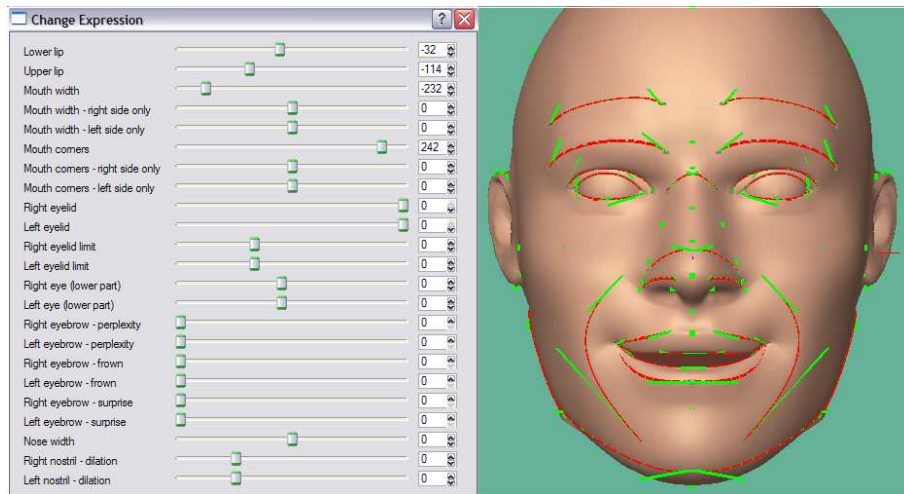 Change Expression
Lower lip -32
Upper lip -114
Mouth width -232
Mouth width - right side only 0
Mouth width - left side only 0
Mouth corners 242
Mouth corners - right side only 0
Mouth corners - left side only 0
Right eyelid 0
Left eyelid 0
Right eyelid limit 0
Left eyelid limit 0
Right eye (lower part) 0
Left eye (lower part) 0
Right eyebrow - perplexity 0
Left eyebrow - perplexity 0
Right eyebrow - frown 0
Left eyebrow - frown 0
Right eyebrow - surprise 0
Left eyebrow - surprise 0
Nose width 0
Right nostril - dilation 0
Left nostril - dilation 0